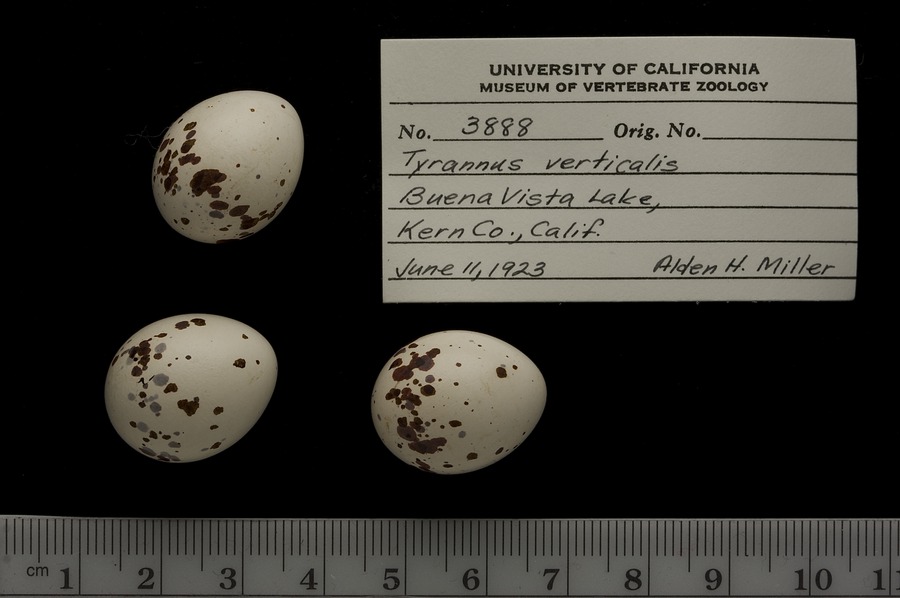 UNIVERSITY OF CALIFORNIA
MUSEUM OF VERTEBRATE ZOOLOGY
No. 3888 Orig. No.
Tyrannus verticalis
Buena Vista Lake,
Kern Co., Calif.
June 11, 1923 Alden H. Miller
cm 1 2 3 4 5 6 7 8 9 10 1